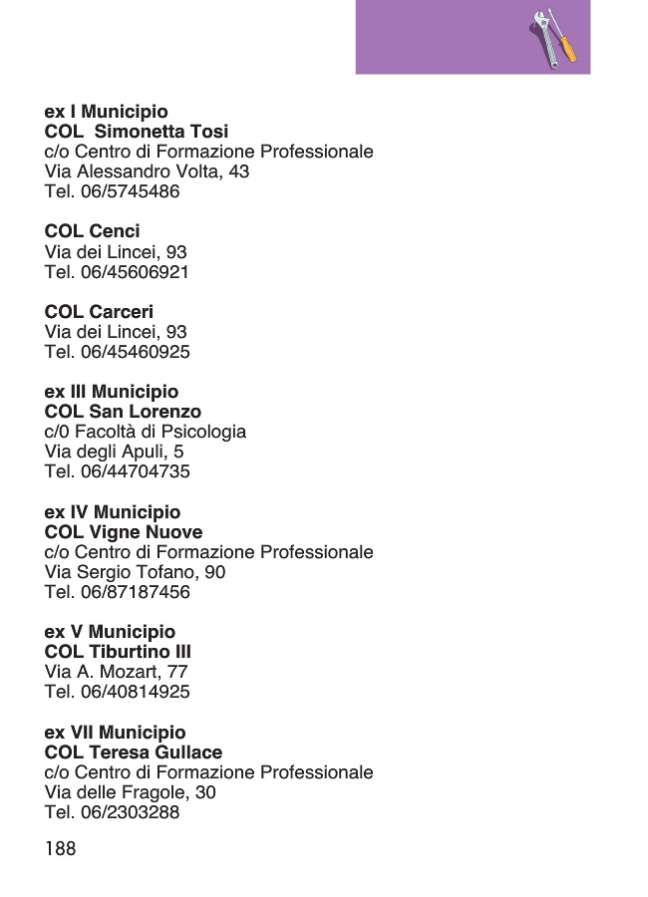 ex I Municipio
COL Simonetta Tosi
c/o Centro di Formazione Professionale
Via Alessandro Volta, 43
Tel. 06/5745486
COL Cenci
Via dei Lincei, 93
Tel. 06/45606921
COL Carceri
Via dei Lincei, 93
Tel. 06/45460925
ex III Municipio
COL San Lorenzo
c/0 Facoltà di Psicologia
Via degli Apuli, 5
Tel. 06/44704735
ex IV Municipio
COL Vigne Nuove
c/o Centro di Formazione Professionale
Via Sergio Tofano, 90
Tel. 06/87187456
ex V Municipio
COL Tiburtino III
Via A. Mozart, 77
Tel. 06/40814925
ex VII Municipio
COL Teresa Gullace
c/o Centro di Formazione Professionale
Via delle Fragole, 30
Tel. 06/2303288
188